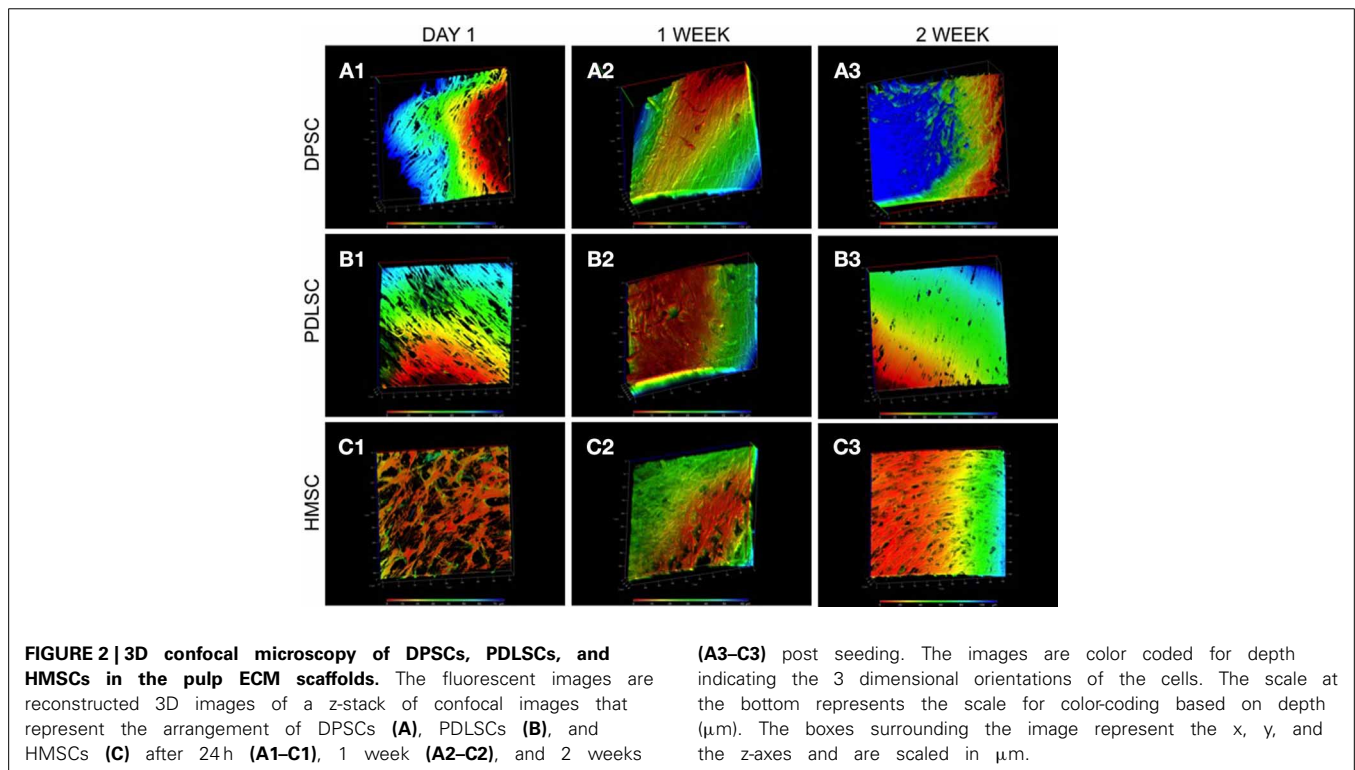 DAY 1
1 WEEK
2 WEEK
DPSC
A1
A2
A3
PDLSC
B1
B2
B3
HMSC
C1
C2
C3
FIGURE 2 | 3D confocal microscopy of DPSCs, PDLSCs, and
HMSCs in the pulp ECM scaffolds. The fluorescent images are
reconstructed 3D images of a z-stack of confocal images that
represent the arrangement of DPSCs (A), PDLSCs (B), and
HMSCs (C) after 24 h (A1–C1), 1 week (A2–C2), and 2 weeks
(A3–C3) post seeding. The images are color coded for depth
indicating the 3 dimensional orientations of the cells. The scale at
the bottom represents the scale for color-coding based on depth
(μm). The boxes surrounding the image represent the x, y, and
the z-axes and are scaled in μm.